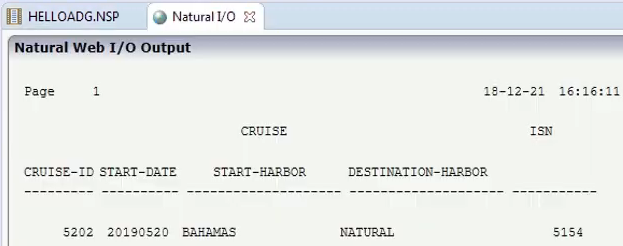 HELLOADG.NSP Natural I/O
Natural Web I/O Output
Page 1 18-12-21 16:16:11
CRUISE ISN
CRUISE-ID START-DATE START-HARBOR DESTINATION-HARBOR
--------- ---------- -------------------- -------------------- -----------
5202 20190520 BAHAMAS NATURAL 5154